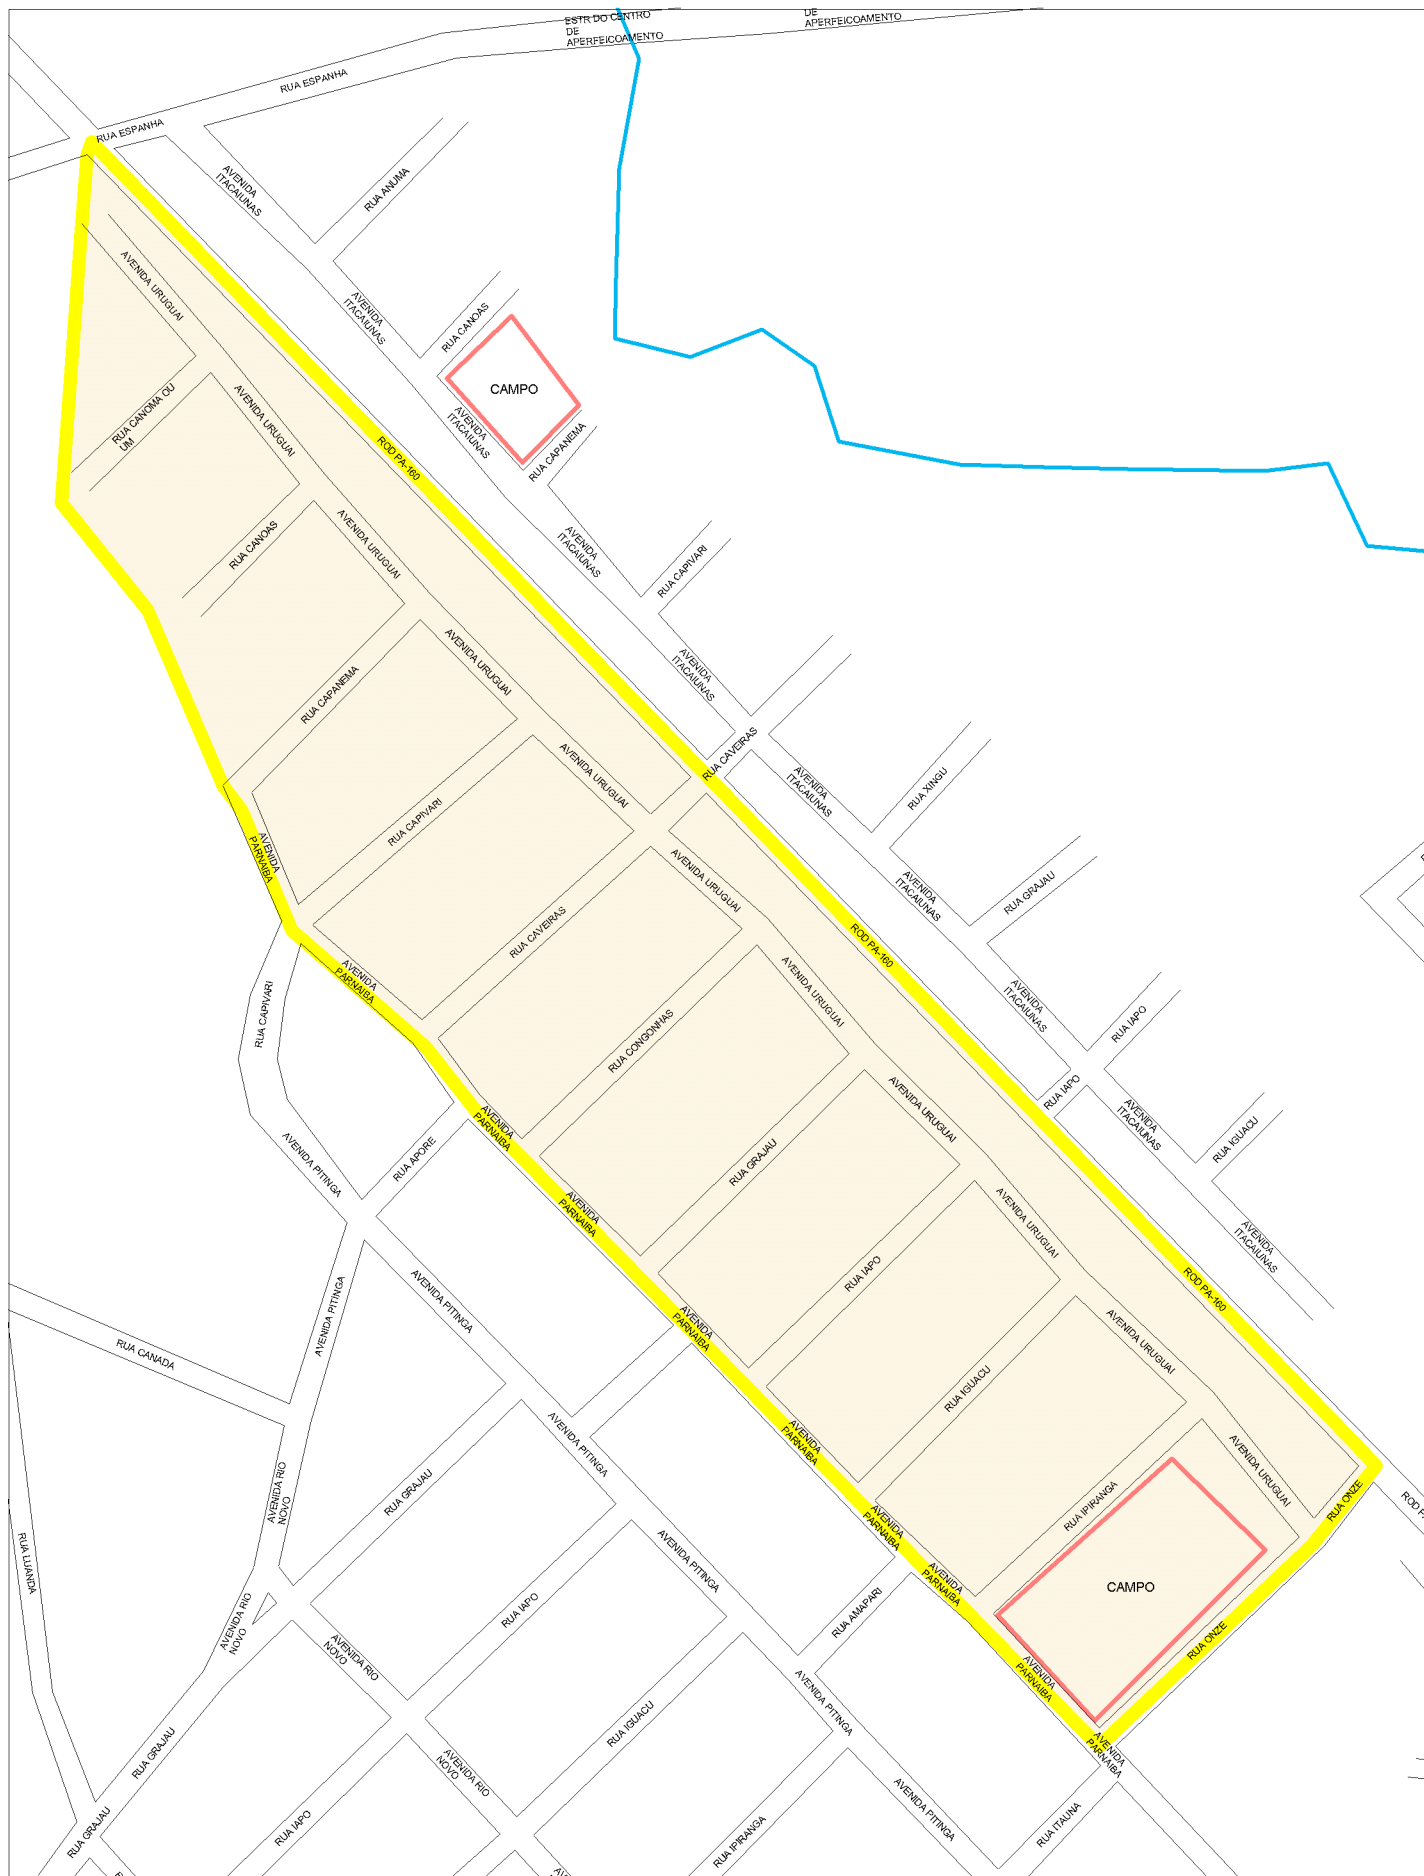 ESTR DO CENTRO
DE
APERFEICOAMENTO
DE
APERFEICOAMENTO
RUA ESPANHA
RUA ESPANHA
AVENIDA
ITACAIUNAS
RUA ANUMA
AVENIDA URUGUAI
AVENIDA
ITACAIUNAS
RUA CANOAS
CAMPO
RUA CANOMA OU
UM
AVENIDA URUGUAI
ROD PA-160
AVENIDA
ITACAIUNAS
RUA CAPANEMA
RUA CANOAS
AVENIDA URUGUAI
AVENIDA
ITACAIUNAS
RUA CAPIVARI
RUA CAPANEMA
AVENIDA URUGUAI
AVENIDA
ITACAIUNAS
RUA CAVEIRAS
AVENIDA URUGUAI
AVENIDA
ITACAIUNAS
RUA XINGU
RUA CAPIVARI
AVENIDA
PARNAIBA
AVENIDA URUGUAI
AVENIDA
ITACAIUNAS
RUA GRAJAU
RUA CAVEIRAS
ROD PA-160
AVENIDA
PARNAIBA
AVENIDA URUGUAI
AVENIDA
ITACAIUNAS
RUA CAPIVARI
RUA CONGONHAS
RUA IAPO
RUA IAPO
AVENIDA URUGUAI
AVENIDA
ITACAIUNAS
AVENIDA
PARNAIBA
RUA IGUACU
AVENIDA PITINGA
RUA APORE
RUA GRAJAU
AVENIDA
PARNAIBA
AVENIDA URUGUAI
AVENIDA
ITACAIUNAS
RUA IAPO
ROD PA-160
AVENIDA PITINGA
AVENIDA PITINGA
AVENIDA
PARNAIBA
RUA CANADA
AVENIDA URUGUAI
RUA IGUACU
AVENIDA PITINGA
AVENIDA
PARNAIBA
AVENIDA URUGUAI
AVENIDA RIO
NOVO
RUA GRAJAU
RUA IPIRANGA
RUA ONZE
AVENIDA
PARNAIBA
RUA LUANDA
AVENIDA PITINGA
AVENIDA
PARNAIBA
CAMPO
AVENIDA RIO
NOVO
RUA IAPO
RUA AMAPARI
RUA ONZE
AVENIDA RIO
NOVO
AVENIDA
PARNAIBA
AVENIDA PITINGA
RUA IGUACU
RUA GRAJAU
AVENIDA
PARNAIBA
AVENIDA RIO
NOVO
AVENIDA PITINGA
RUA GRAJAU
RUA IAPO
RUA IPIRANGA
RUA ITAUNA